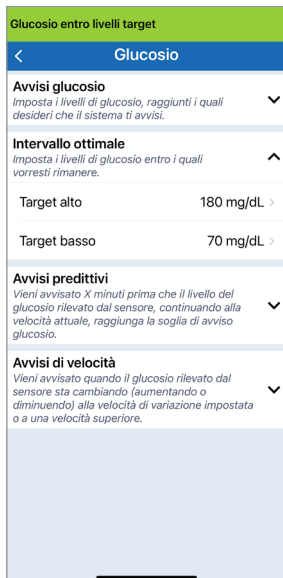 Glucosio entro livelli target
Glucosio
Avvisi glucosio
Imposta i livelli di glucosio, raggiunti i quali
desideri che il sistema ti avvisi.
Intervallo ottimale
Imposta i livelli di glucosio entro i quali
vorresti rimanere.
Target alto 180 mg/dL
Target basso 70 mg/dL
Avvisi predittivi
Vieni avvisato X minuti prima che il livello del
glucosio rilevato dal sensore, continuando alla
velocità attuale, raggiunga la soglia di avviso
glucosio.
Avvisi di velocità
Vieni avvisato quando il glucosio rilevato dal
sensore sta cambiando (aumentando o
diminuendo) alla velocità di variazione impostata
o a una velocità superiore.